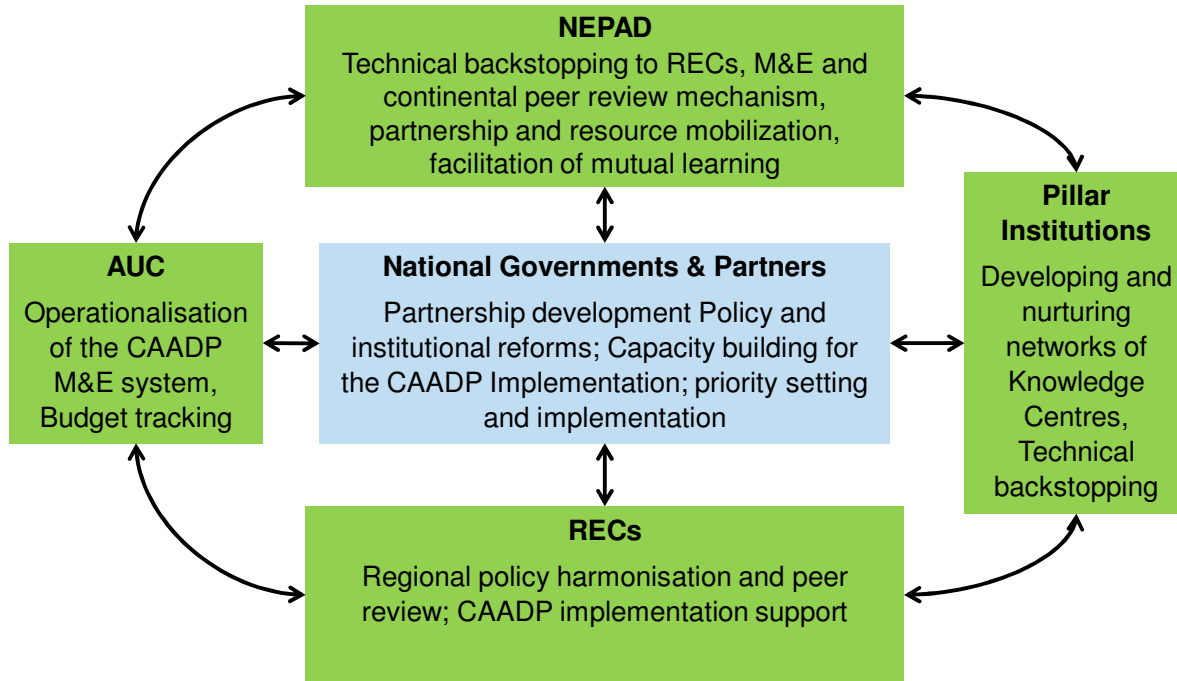 NEPAD
Technical backstopping to RECs, M&E and
continental peer review mechanism,
partnership and resource mobilization,
facilitation of mutual learning
AUC
Operationalisation
of the CAADP
M&E system,
Budget tracking
National Governments & Partners
Partnership development Policy and
institutional reforms; Capacity building for
the CAADP Implementation; priority setting
and implementation
Pillar
Institutions
Developing and
nurturing
networks of
Knowledge
Centres,
Technical
backstopping
RECs
Regional policy harmonisation and peer
review; CAADP implementation support